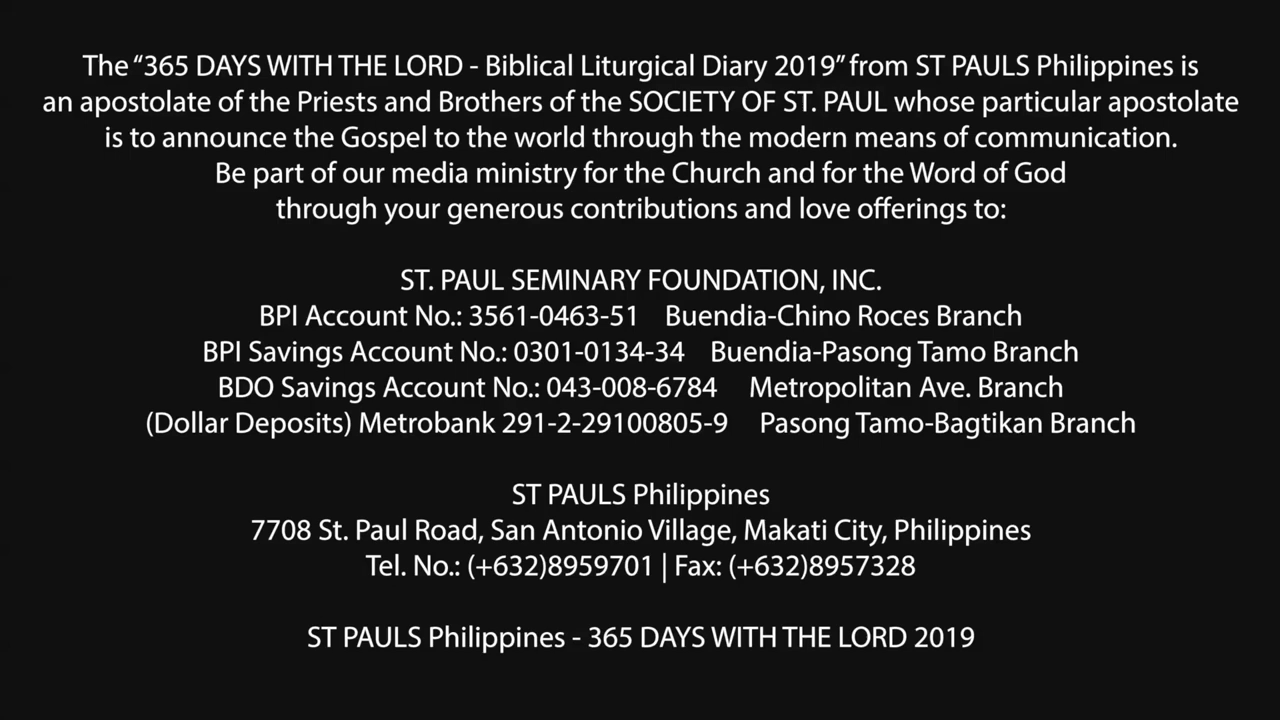 The “365 DAYS WITH THE LORD - Biblical Liturgical Diary 2019” from ST PAULS Philippines is
an apostolate of the Priests and Brothers of the SOCIETY OF ST. PAUL whose particular apostolate
is to announce the Gospel to the world through the modern means of communication.
Be part of our media ministry for the Church and for the Word of God
through your generous contributions and love offerings to:
ST. PAUL SEMINARY FOUNDATION, INC.
BPI Account No.: 3561-0463-51 Buendia-Chino Roces Branch
BPI Savings Account No.: 0301-0134-34 Buendia-Pasong Tamo Branch
BDO Savings Account No.: 043-008-6784 Metropolitan Ave. Branch
(Dollar Deposits) Metrobank 291-2-29100805-9 Pasong Tamo-Bagtikan Branch
ST PAULS Philippines
7708 St. Paul Road, San Antonio Village, Makati City, Philippines
Tel. No.: (+632)8959701 | Fax: (+632)8957328
ST PAULS Philippines - 365 DAYS WITH THE LORD 2019